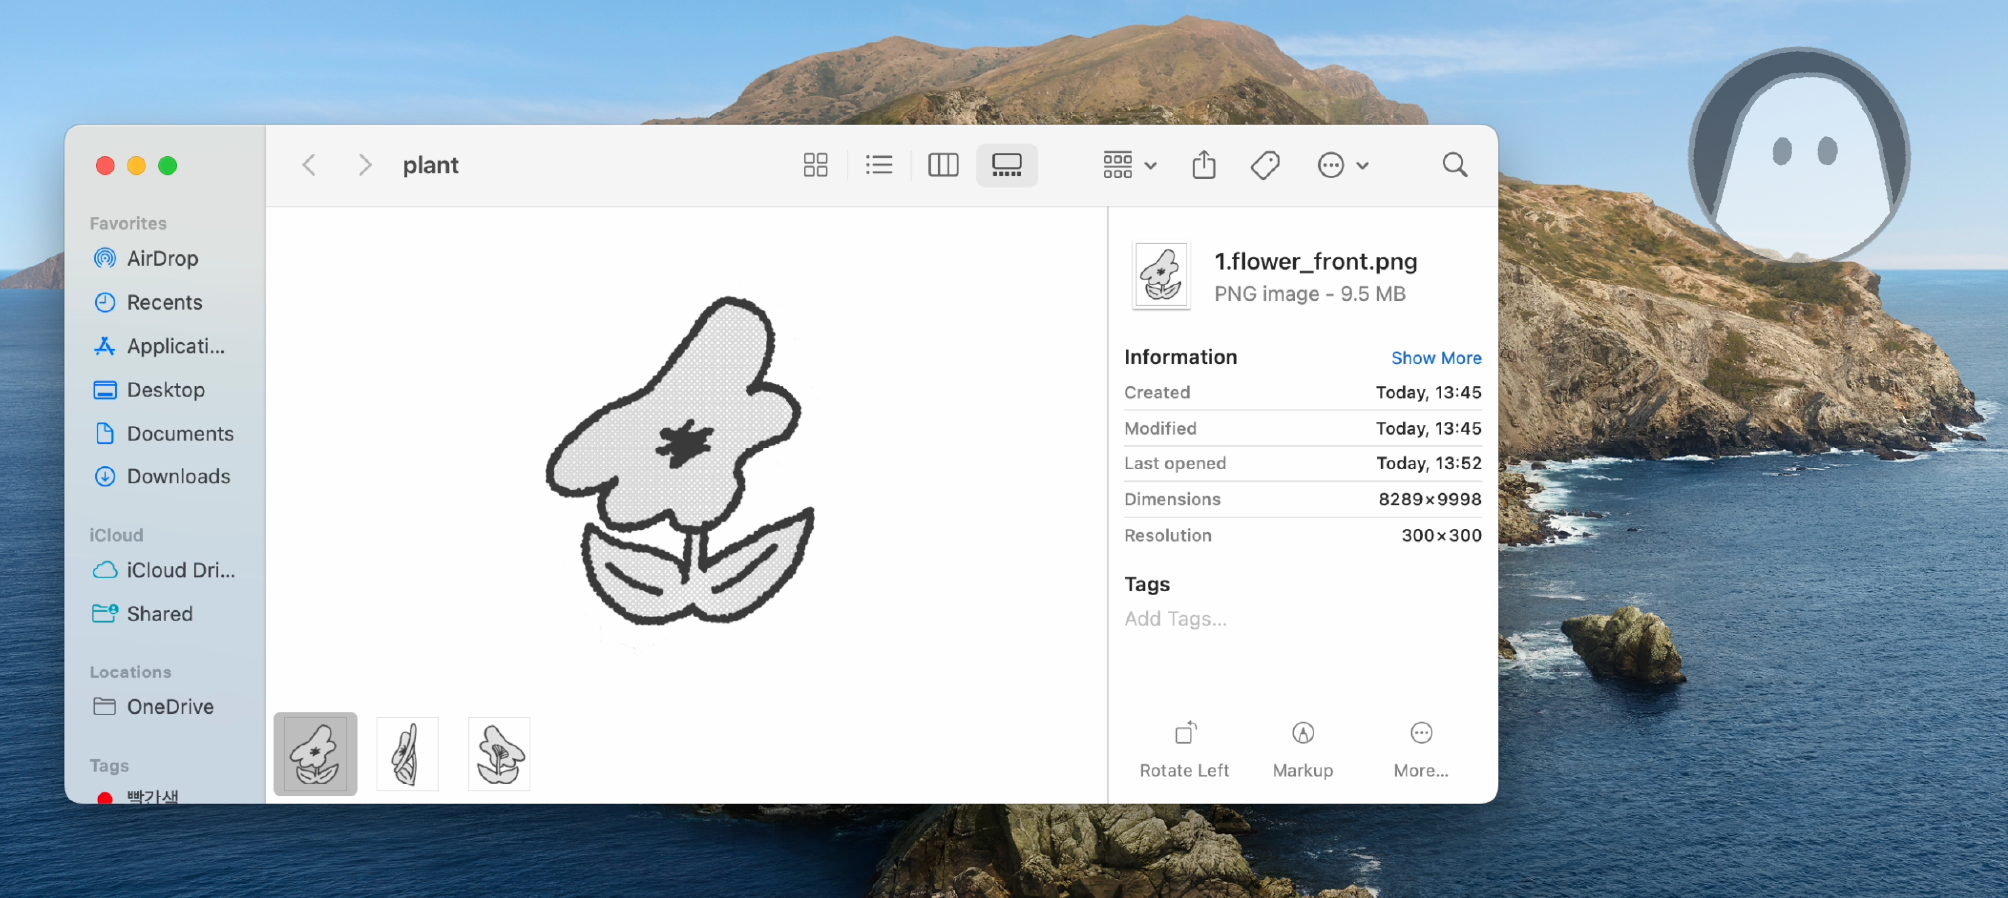 plant
Favorites
AirDrop
Recents
Applicati...
Desktop
Documents
Downloads
iCloud
iCloud Dri...
Shared
Locations
OneDrive
Tags
빨간색
1.flower_front.png
PNG image - 9.5 MB
Information Show More
Created Today, 13:45
Modified Today, 13:45
Last opened Today, 13:52
Dimensions 8289×9998
Resolution 300×300
Tags
Add Tags...
Rotate Left Markup More...